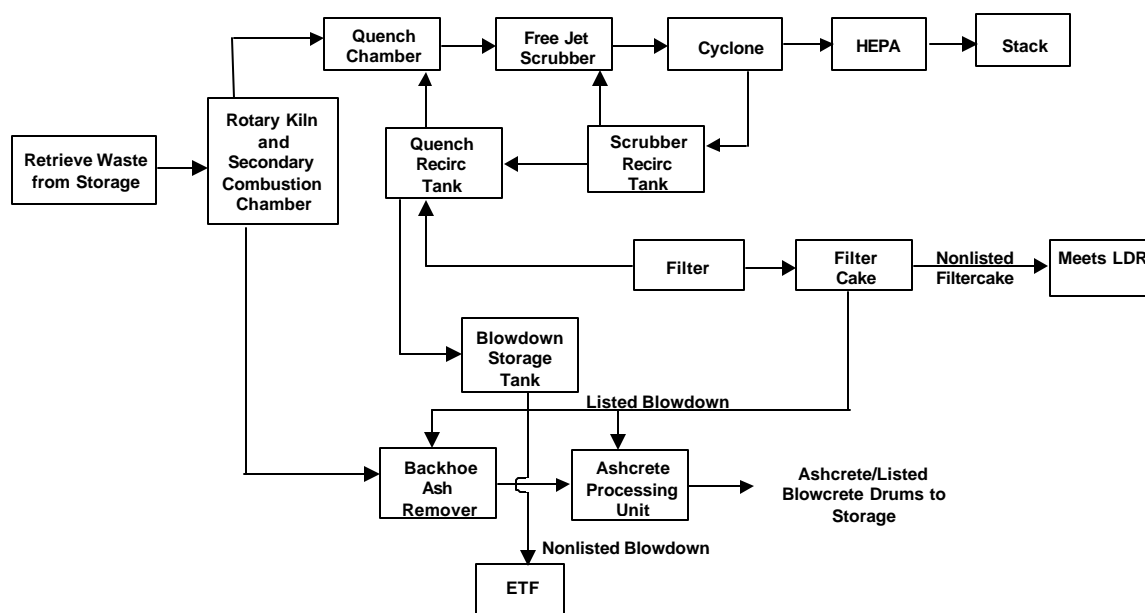 Quench
Chamber
Free Jet
Scrubber
Cyclone
HEPA
Stack
Retrieve Waste
from Storage
Rotary Kiln
and
Secondary
Combustion
Chamber
Quench
Recirc
Tank
Scrubber
Recirc
Tank
Filter
Filter
Cake
Nonlisted
Filtercake
Meets LDR
Blowdown
Storage
Tank
Listed Blowdown
Backhoe
Ash
Remover
Ashcrete
Processing
Unit
Ashcrete/Listed
Blowcrete Drums to
Storage
Nonlisted Blowdown
ETF